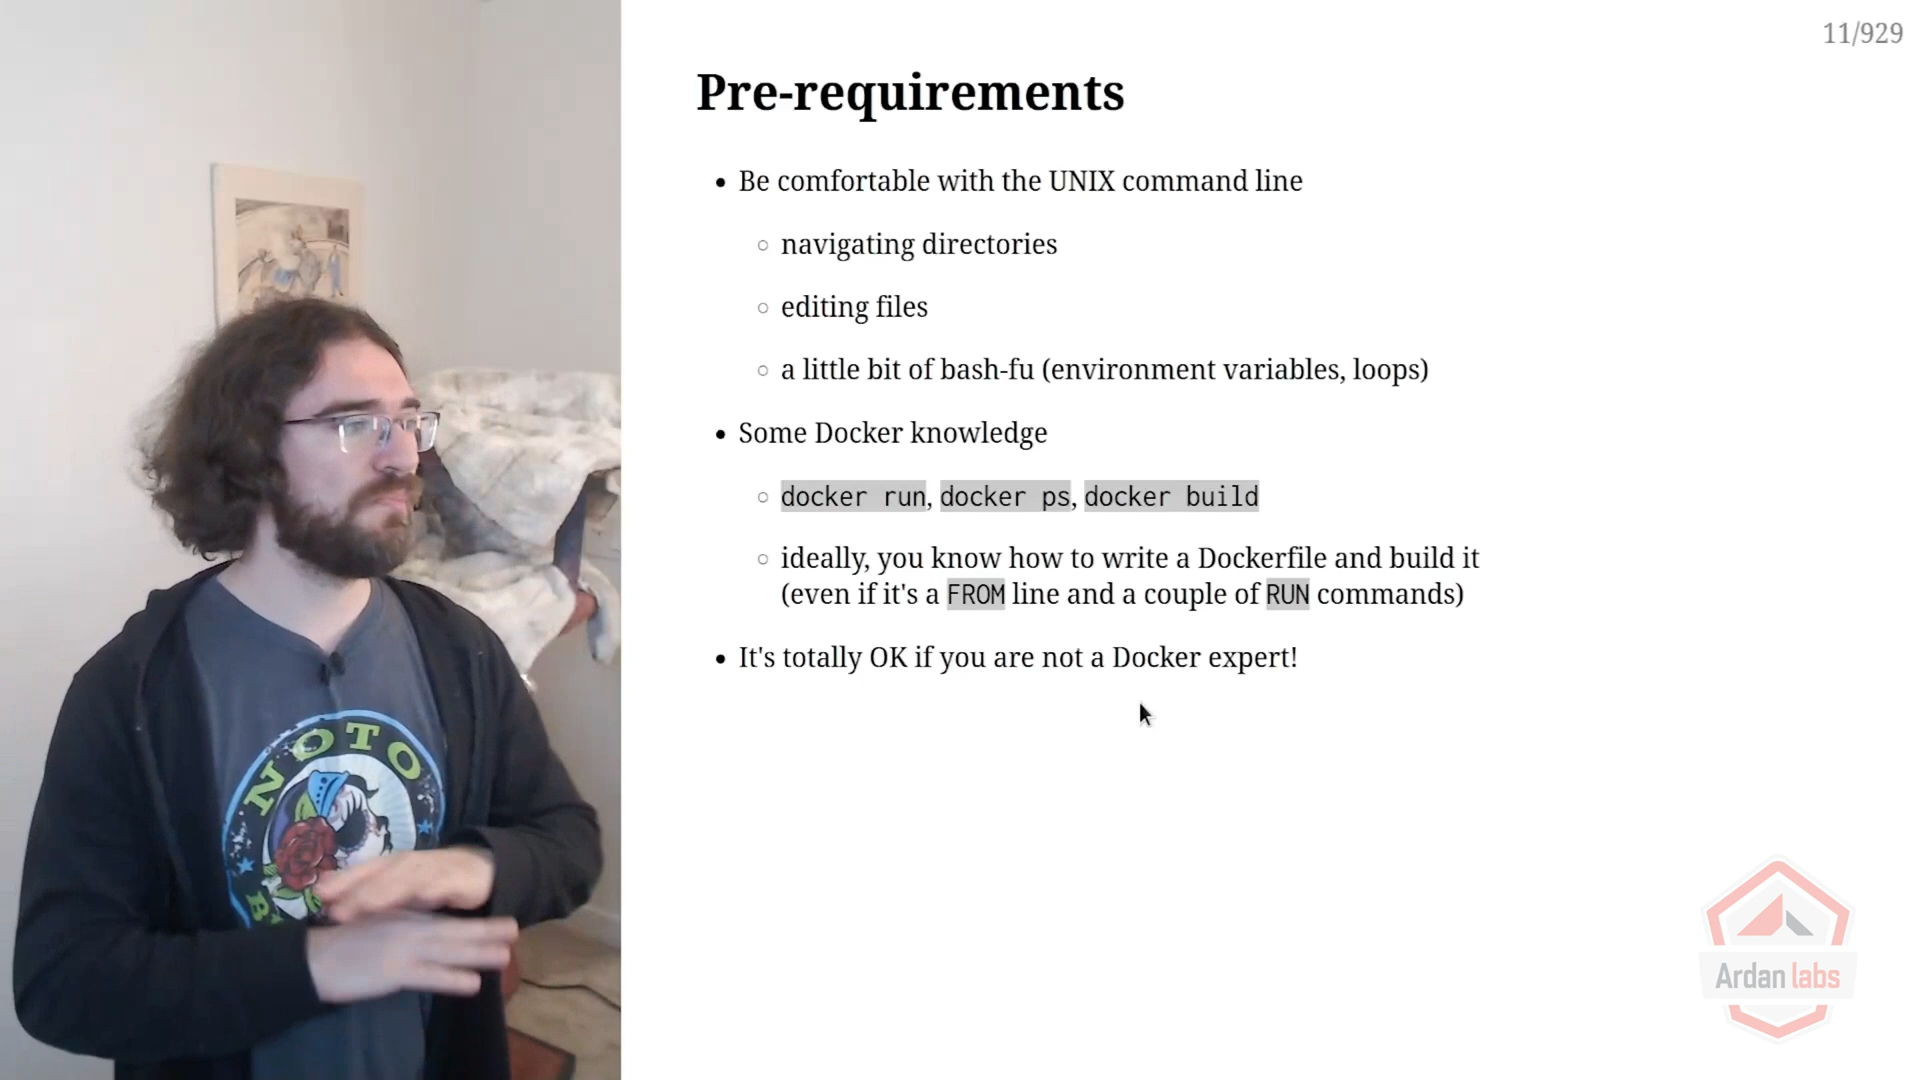 11/929
Pre-requirements
• Be comfortable with the UNIX command line
○ navigating directories
○ editing files
○ a little bit of bash-fu (environment variables, loops)
• Some Docker knowledge
○ docker run, docker ps, docker build
○ ideally, you know how to write a Dockerfile and build it
(even if it's a FROM line and a couple of RUN commands)
• It's totally OK if you are not a Docker expert!
NOTO
Ardan labs